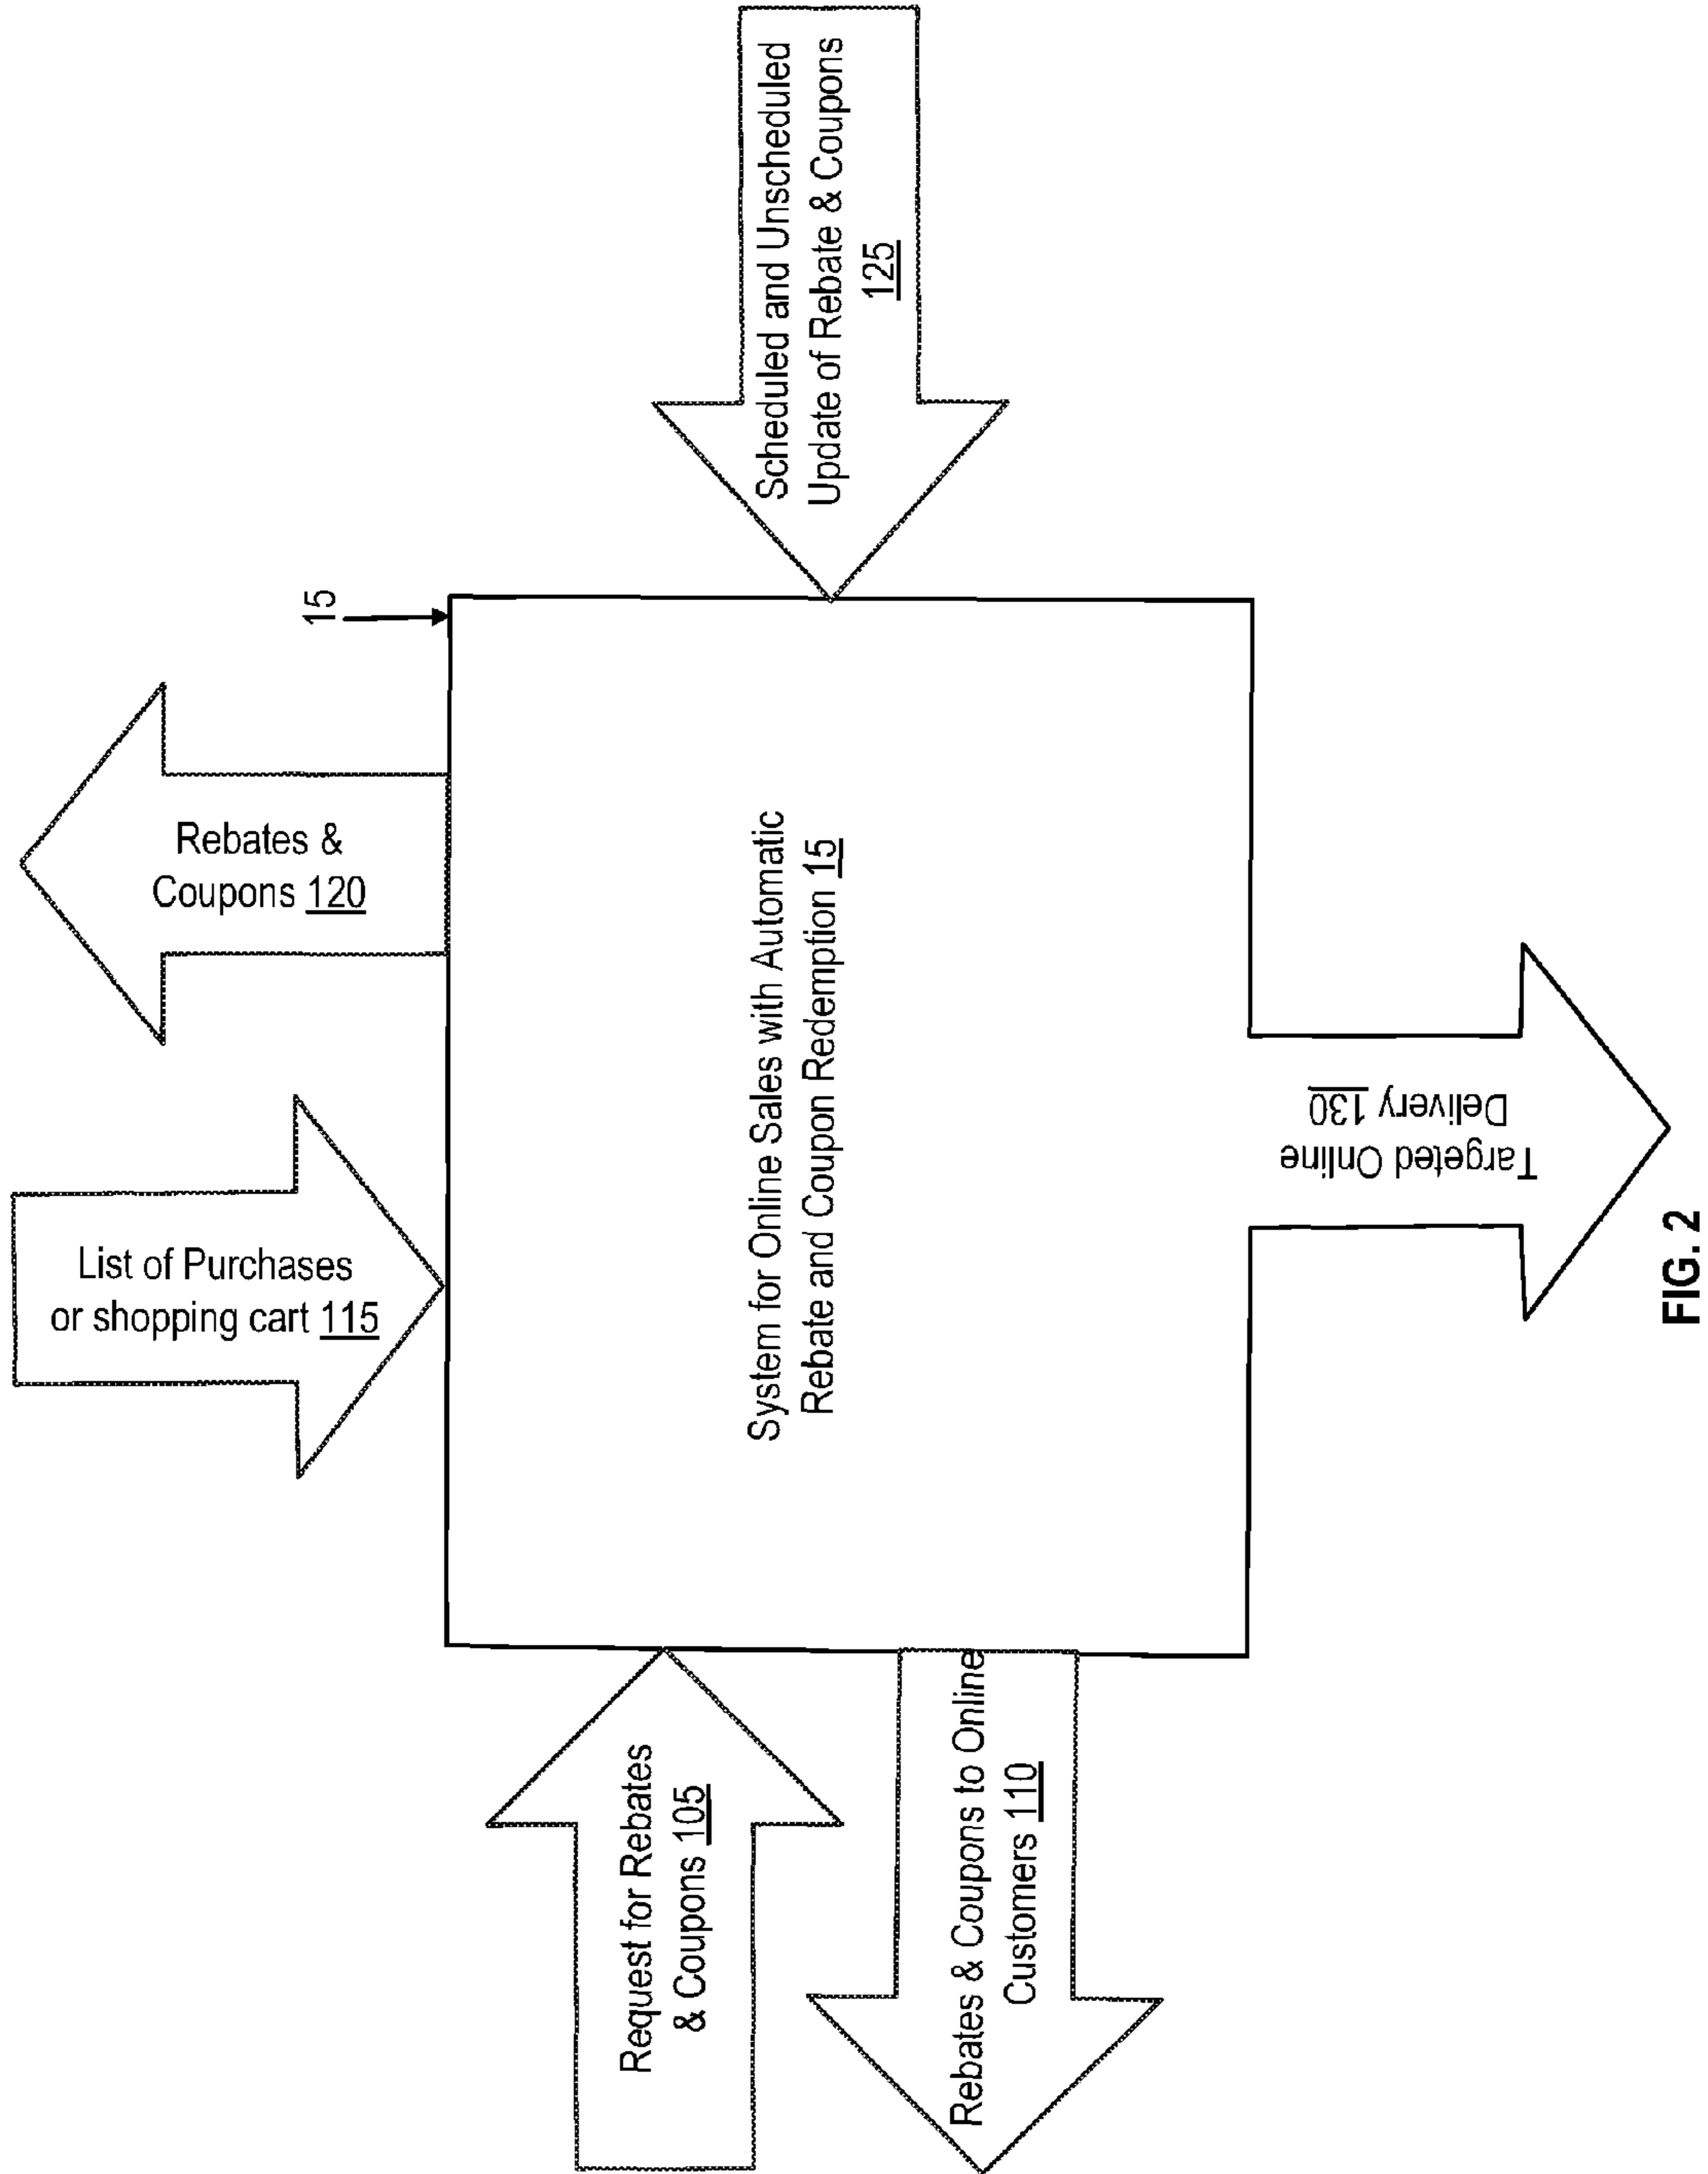 Scheduled and Unscheduled
Update of Rebate & Coupons
125
15
Rebates &
Coupons 120
List of Purchases
or shopping cart 115
System for Online Sales with Automatic
Rebate and Coupon Redemption 15
Targeted Online
Delivery 130
Request for Rebates
& Coupons 105
Rebates & Coupons to Online
Customers 110
FIG. 2